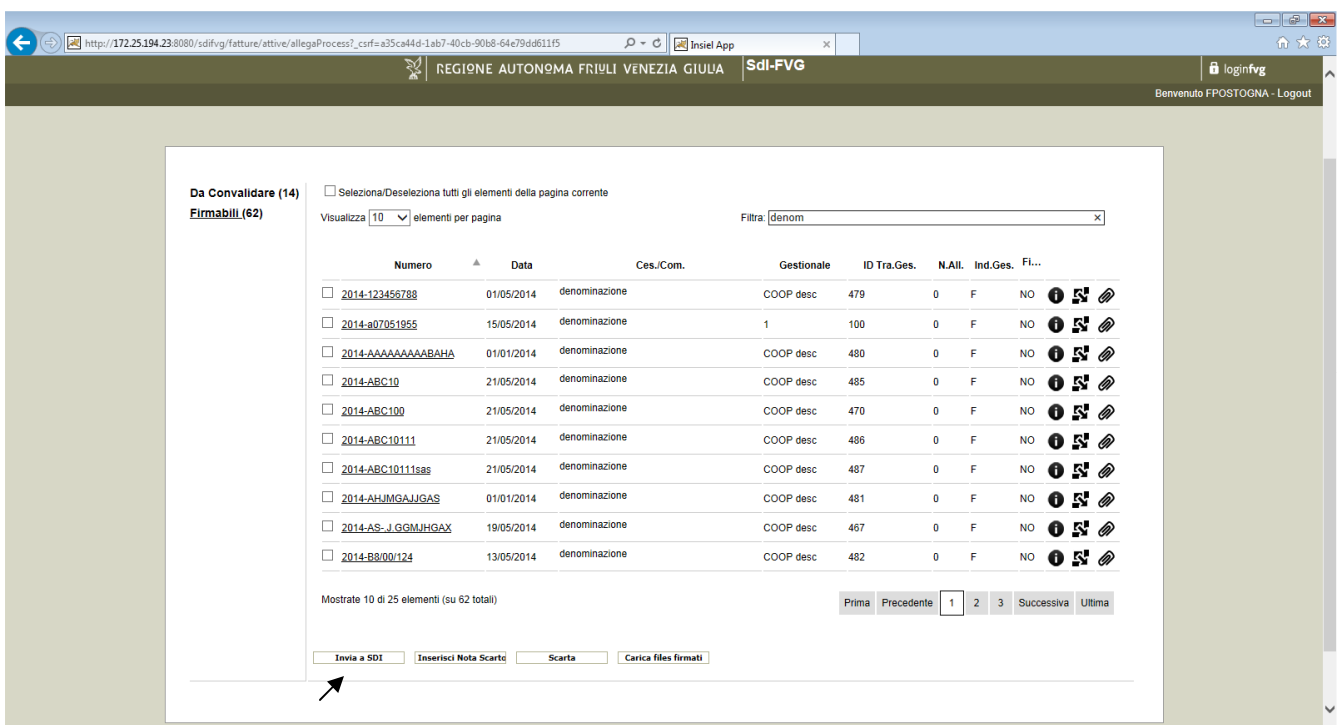 http://172.25.194.23:8080/sdifvg/fatture/attive/allegaProcess?_csrf=a35ca44d-1ab7-40cb-90b8-64e79dd611f5 Insiel App
REGIONE AUTONOMA FRIULI VENEZIA GIULIA SdI-FVG loginfvg
Benvenuto FPOSTOGNA - Logout
Da Convalidare (14) Seleziona/Deseleziona tutti gli elementi della pagina corrente
Firmabili (62) Visualizza 10 elementi per pagina Filtra: denom
Numero Data Ces./Com. Gestionale ID Tra.Ges. N.All. Ind.Ges. Fi...
2014-123456788 01/05/2014 denominazione COOP desc 479 0 F NO
2014-a07051955 15/05/2014 denominazione 1 100 0 F NO
2014-AAAAAAAAABAHA 01/01/2014 denominazione COOP desc 480 0 F NO
2014-ABC10 21/05/2014 denominazione COOP desc 485 0 F NO
2014-ABC100 21/05/2014 denominazione COOP desc 470 0 F NO
2014-ABC10111 21/05/2014 denominazione COOP desc 486 0 F NO
2014-ABC10111sas 21/05/2014 denominazione COOP desc 487 0 F NO
2014-AHJMGAJJGAS 01/01/2014 denominazione COOP desc 481 0 F NO
2014-AS-.J.GGMJHGAX 19/05/2014 denominazione COOP desc 467 0 F NO
2014-B8/00/124 13/05/2014 denominazione COOP desc 482 0 F NO
Mostrate 10 di 25 elementi (su 62 totali) Prima Precedente 1 2 3 Successiva Ultima
Invia a SDI Inserisci Nota Scarto Scarta Carica files firmati